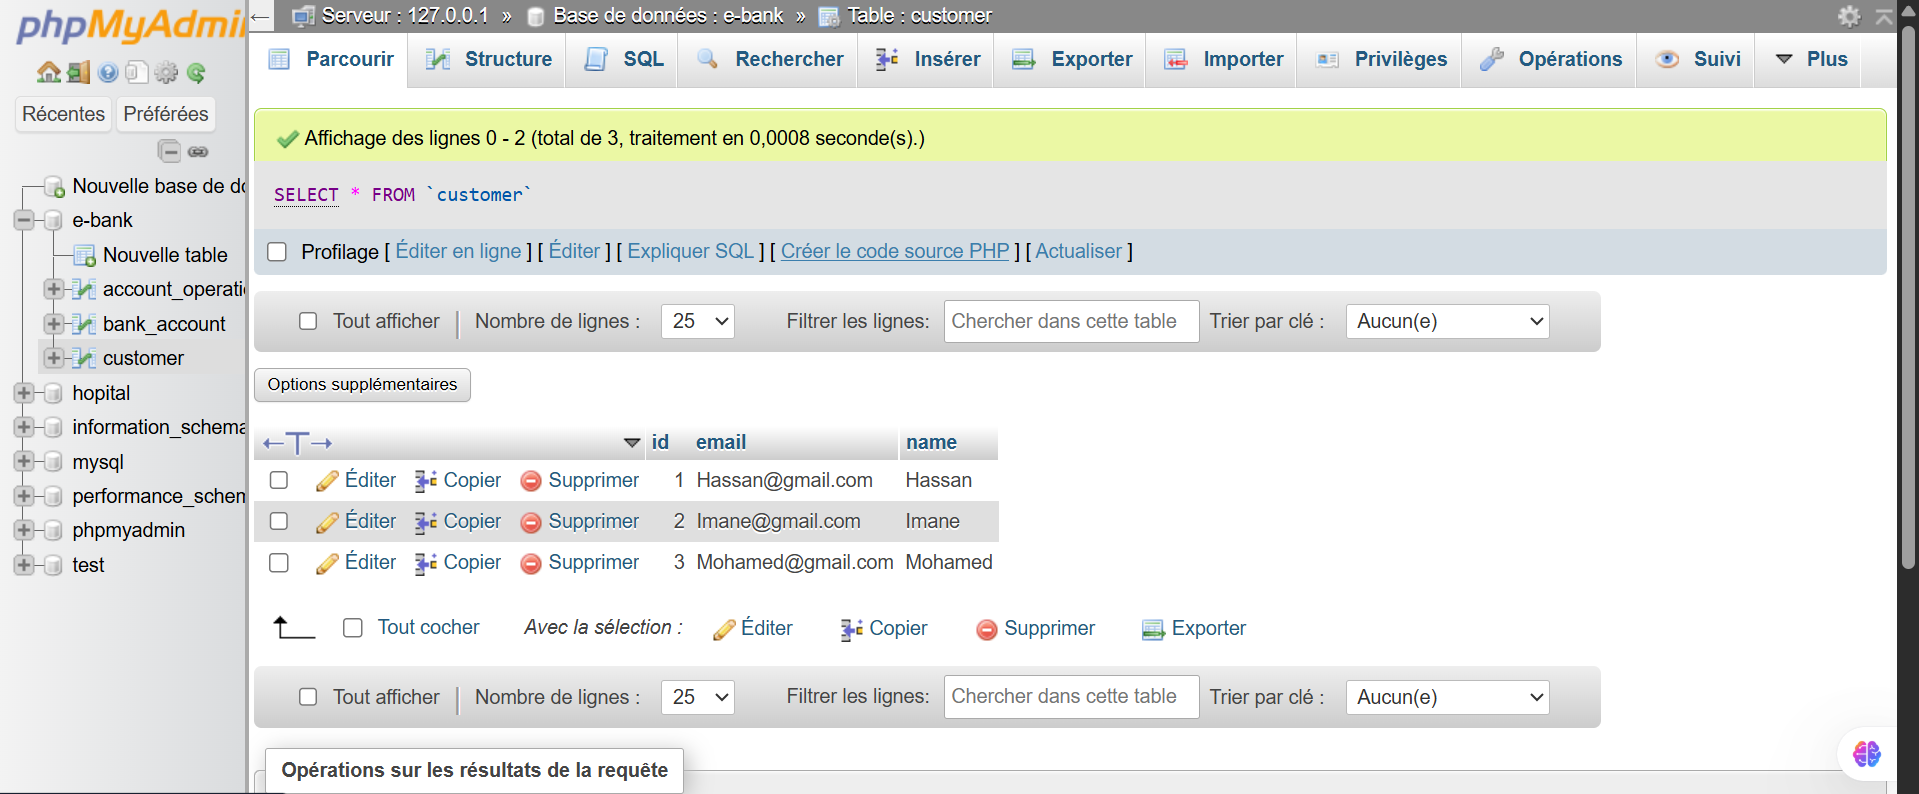 phpMyAdmin
Récentes Préférées
Nouvelle base de do
e-bank
Nouvelle table
account_operati
bank_account
customer
hopital
information_schema
mysql
performance_schem
phpmyadmin
test
← Serveur : 127.0.0.1 » Base de données : e-bank » Table : customer
Parcourir Structure SQL Rechercher Insérer Exporter Importer Privilèges Opérations Suivi Plus
Affichage des lignes 0 - 2 (total de 3, traitement en 0,0008 seconde(s).)
SELECT * FROM `customer`
Profilage [ Éditer en ligne ] [ Éditer ] [ Expliquer SQL ] [ Créer le code source PHP ] [ Actualiser ]
Tout afficher | Nombre de lignes : 25 Filtrer les lignes: Chercher dans cette table Trier par clé : Aucun(e)
Options supplémentaires
←T→ id email name
Éditer Copier Supprimer 1 Hassan@gmail.com Hassan
Éditer Copier Supprimer 2 Imane@gmail.com Imane
Éditer Copier Supprimer 3 Mohamed@gmail.com Mohamed
Tout cocher Avec la sélection : Éditer Copier Supprimer Exporter
Tout afficher | Nombre de lignes : 25 Filtrer les lignes: Chercher dans cette table Trier par clé : Aucun(e)
Opérations sur les résultats de la requête